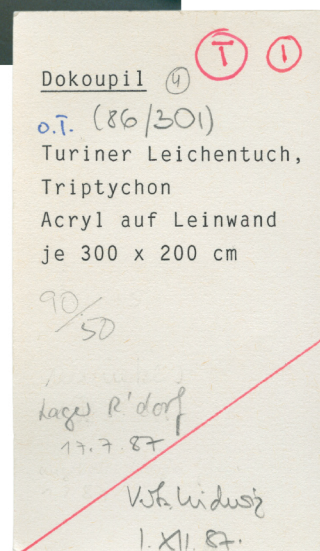 T 1
Dokoupil 4
o.T. (86/301)
Turiner Leichentuch,
Triptychon
Acryl auf Leinwand
je 300 x 200 cm
90/50
Lager R'dorf
17.7.87
1.XII.87.